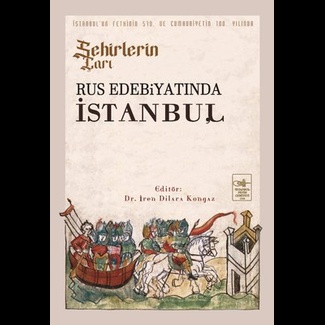 İSTANBUL'UN FETHİNİN 570. VE CUMHURİYETİN 100. YILINDA
Şehirlerin
Çarı
RUS EDEBİYATINDA
İSTANBUL
Editör:
Dr. İren Dilara Kongaz